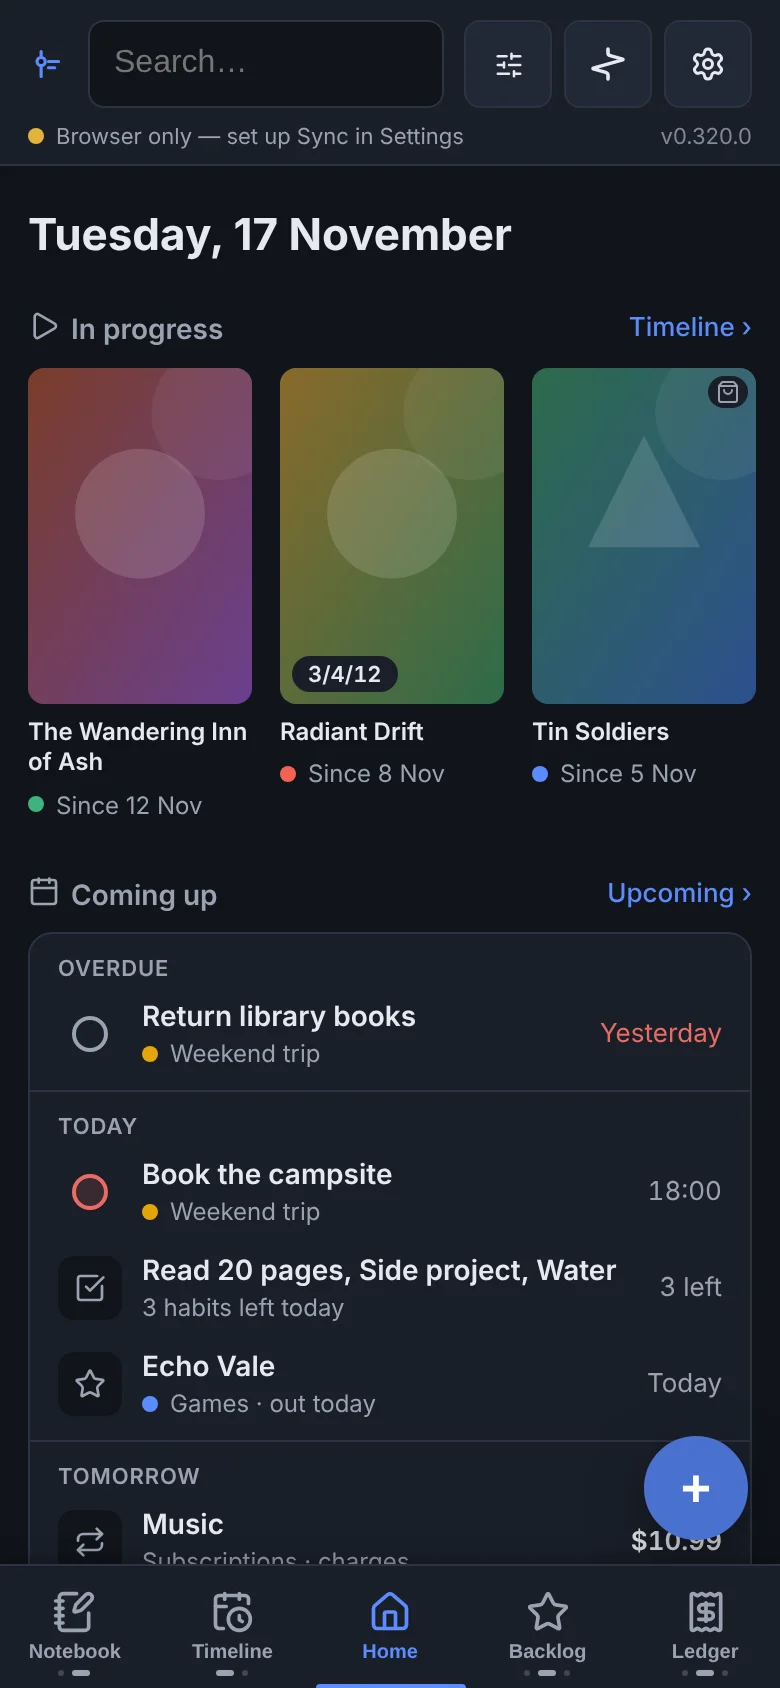 Search…
Browser only — set up Sync in Settings v0.320.0
Tuesday, 17 November
In progress Timeline ›
3/4/12
The Wandering Inn of Ash
Since 12 Nov
Radiant Drift
Since 8 Nov
Tin Soldiers
Since 5 Nov
Coming up Upcoming ›
OVERDUE
Return library books Yesterday
Weekend trip
TODAY
Book the campsite 18:00
Weekend trip
Read 20 pages, Side project, Water 3 left
3 habits left today
Echo Vale Today
Games · out today
TOMORROW
+
Music $10.99
Subscriptions · charges
Notebook Timeline Home Backlog Ledger